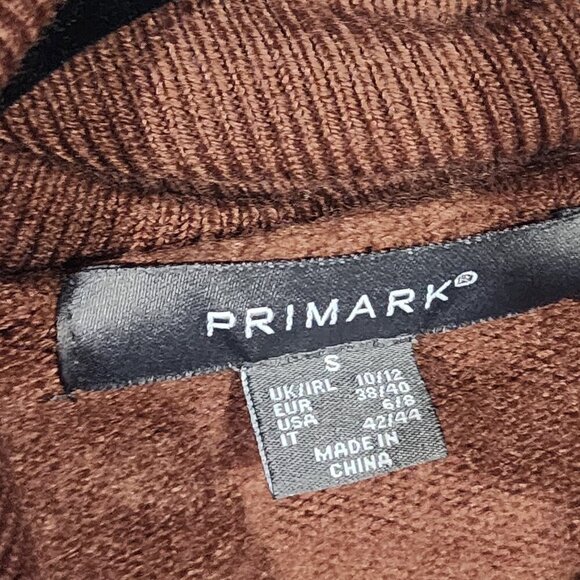 PRIMARK®
S
UK/IRL 10/12
EUR 38/40
USA 6/8
IT 42/44
MADE IN
CHINA